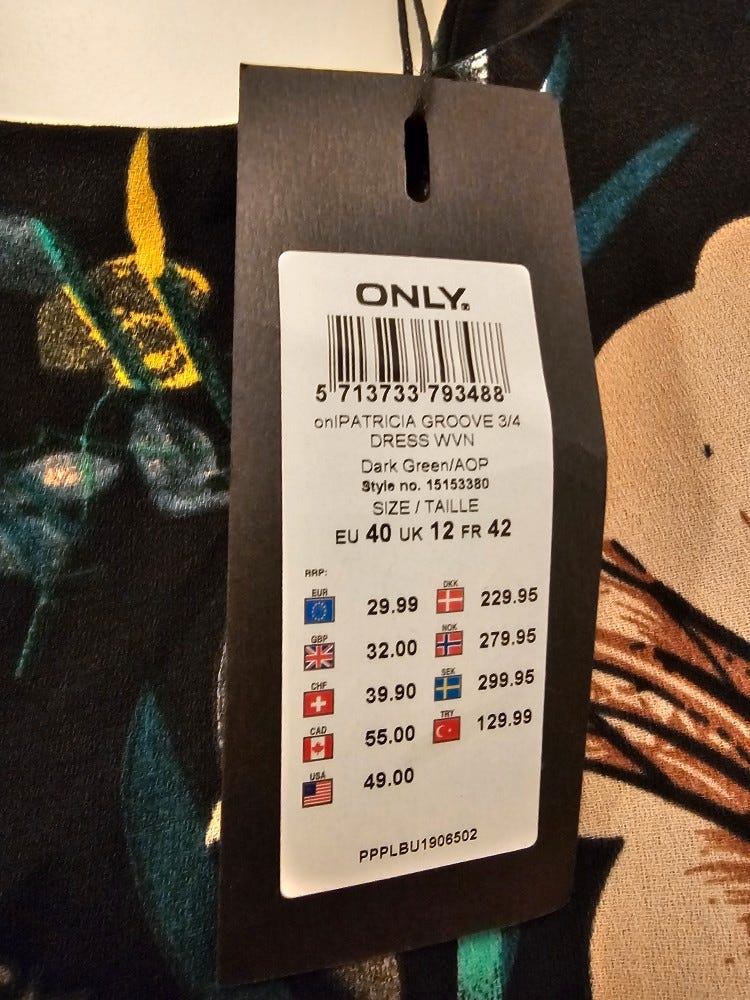 ONLY.
5 713733 793488
onlPATRICIA GROOVE 3/4
DRESS WVN
Dark Green/AOP
Style no. 15153380
SIZE / TAILLE
EU 40 UK 12 FR 42
RRP:
EUR 29.99
GBP 32.00
CHF 39.90
CAD 55.00
USA 49.00
DKK 229.95
NOK 279.95
SEK 299.95
TRY 129.99
PPPLBU1906502